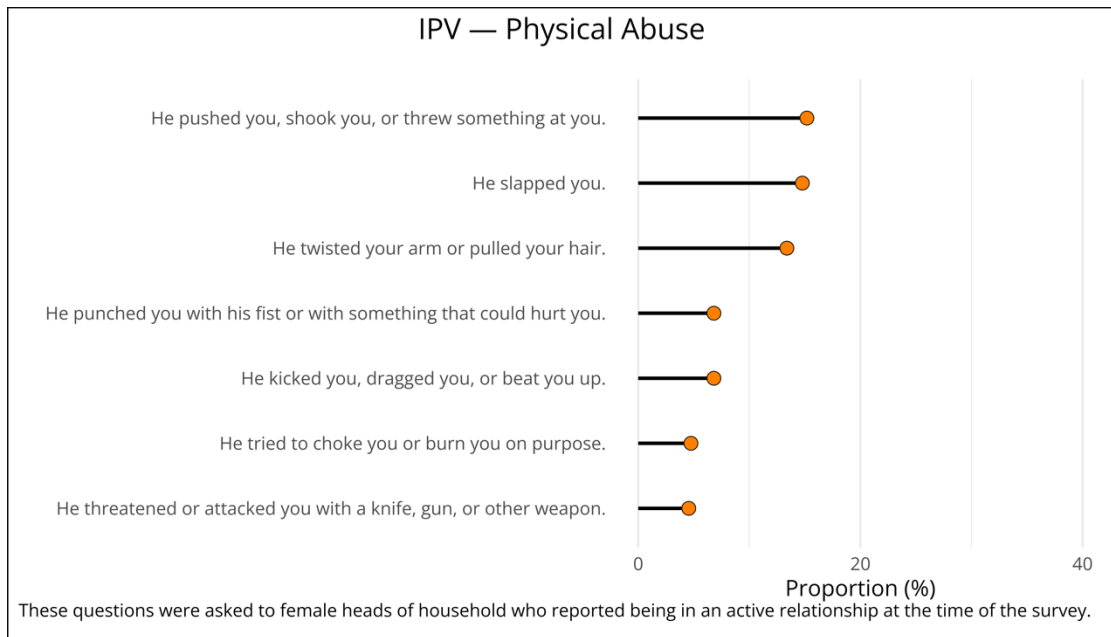 IPV — Physical Abuse
He pushed you, shook you, or threw something at you.
He slapped you.
He twisted your arm or pulled your hair.
He punched you with his fist or with something that could hurt you.
He kicked you, dragged you, or beat you up.
He tried to choke you or burn you on purpose.
He threatened or attacked you with a knife, gun, or other weapon.
0 20 40
Proportion (%)
These questions were asked to female heads of household who reported being in an active relationship at the time of the survey.